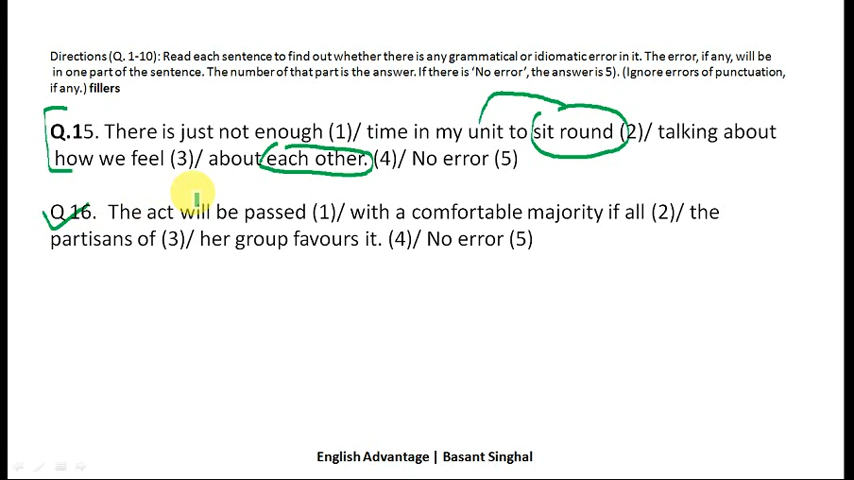 Directions (Q. 1-10): Read each sentence to find out whether there is any grammatical or idiomatic error in it. The error, if any, will be
in one part of the sentence. The number of that part is the answer. If there is 'No error', the answer is 5). (Ignore errors of punctuation,
if any.) fillers
Q.15. There is just not enough (1)/ time in my unit to sit round (2)/ talking about
how we feel (3)/ about each other. (4)/ No error (5)
Q 16. The act will be passed (1)/ with a comfortable majority if all (2)/ the
partisans of (3)/ her group favours it. (4)/ No error (5)
English Advantage | Basant Singhal